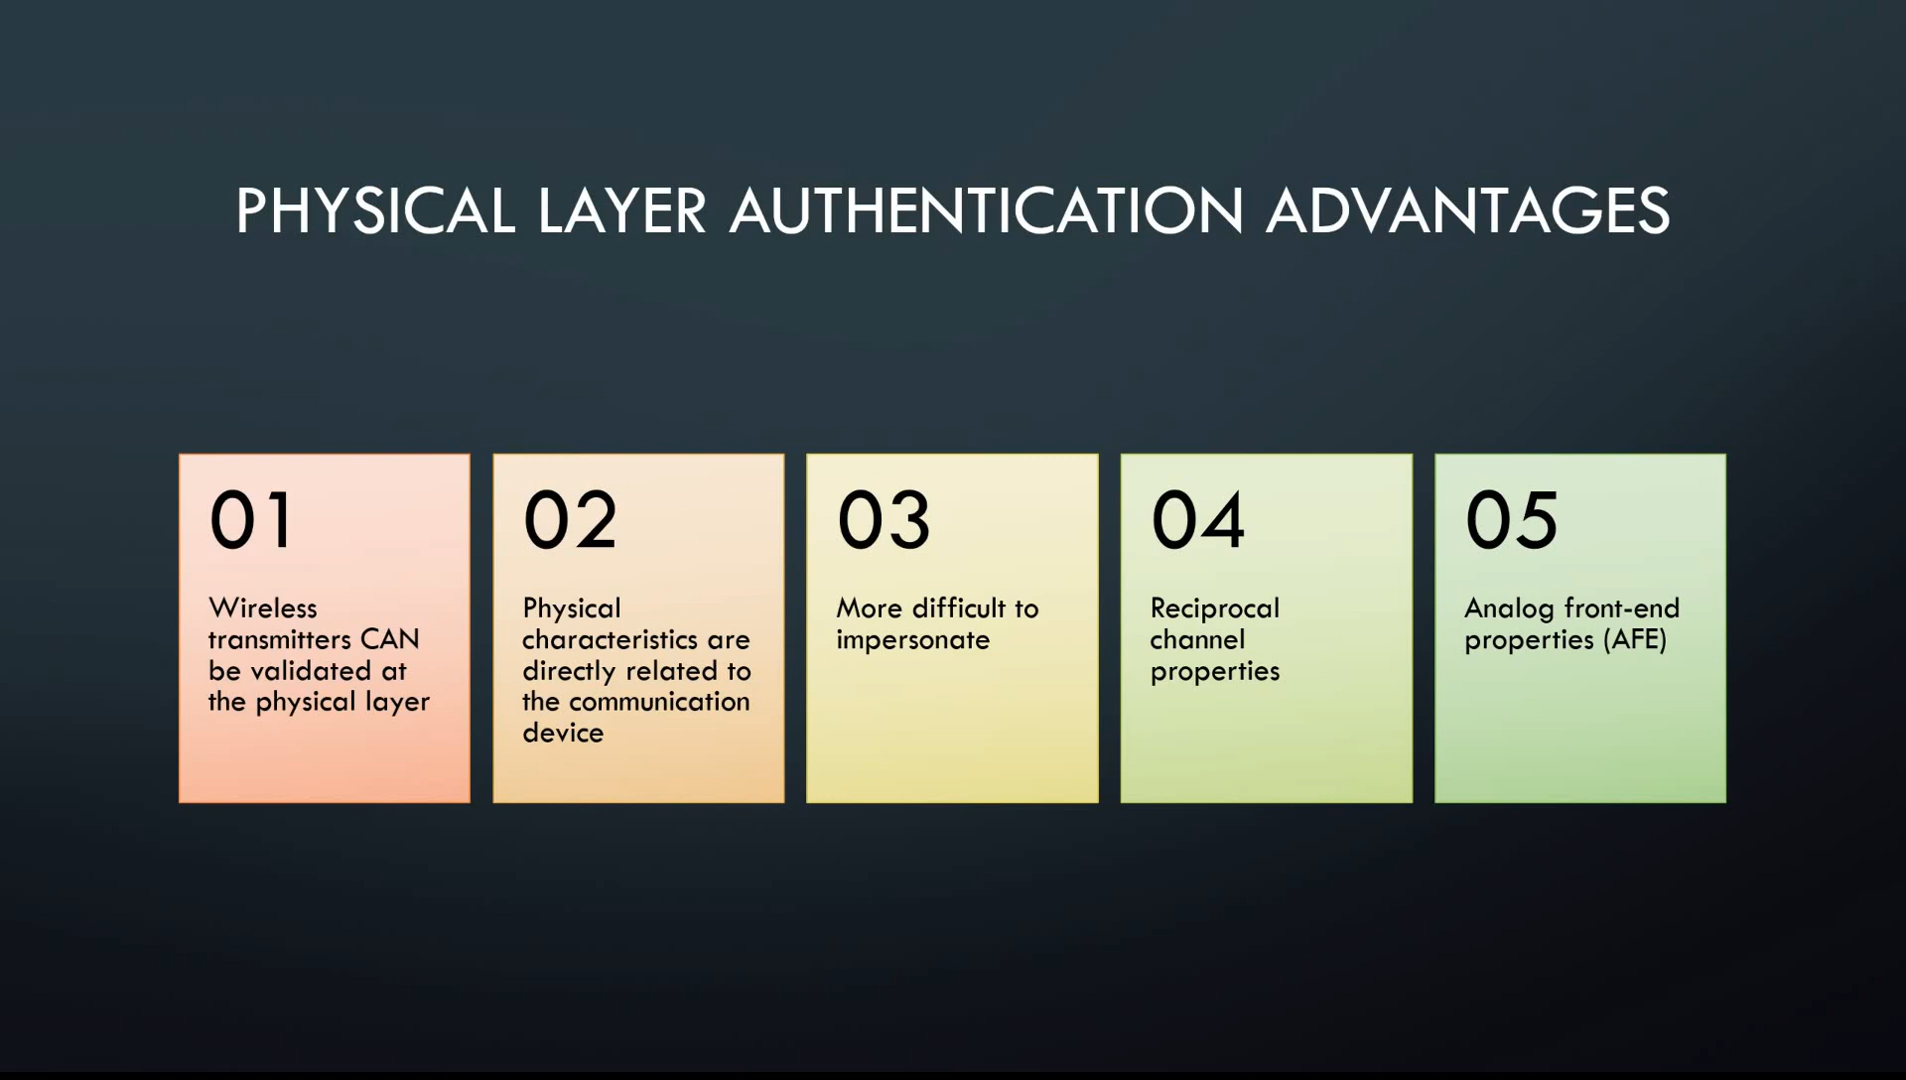 PHYSICAL LAYER AUTHENTICATION ADVANTAGES
01
Wireless
transmitters CAN
be validated at
the physical layer
02
Physical
characteristics are
directly related to
the communication
device
03
More difficult to
impersonate
04
Reciprocal
channel
properties
05
Analog front-end
properties (AFE)